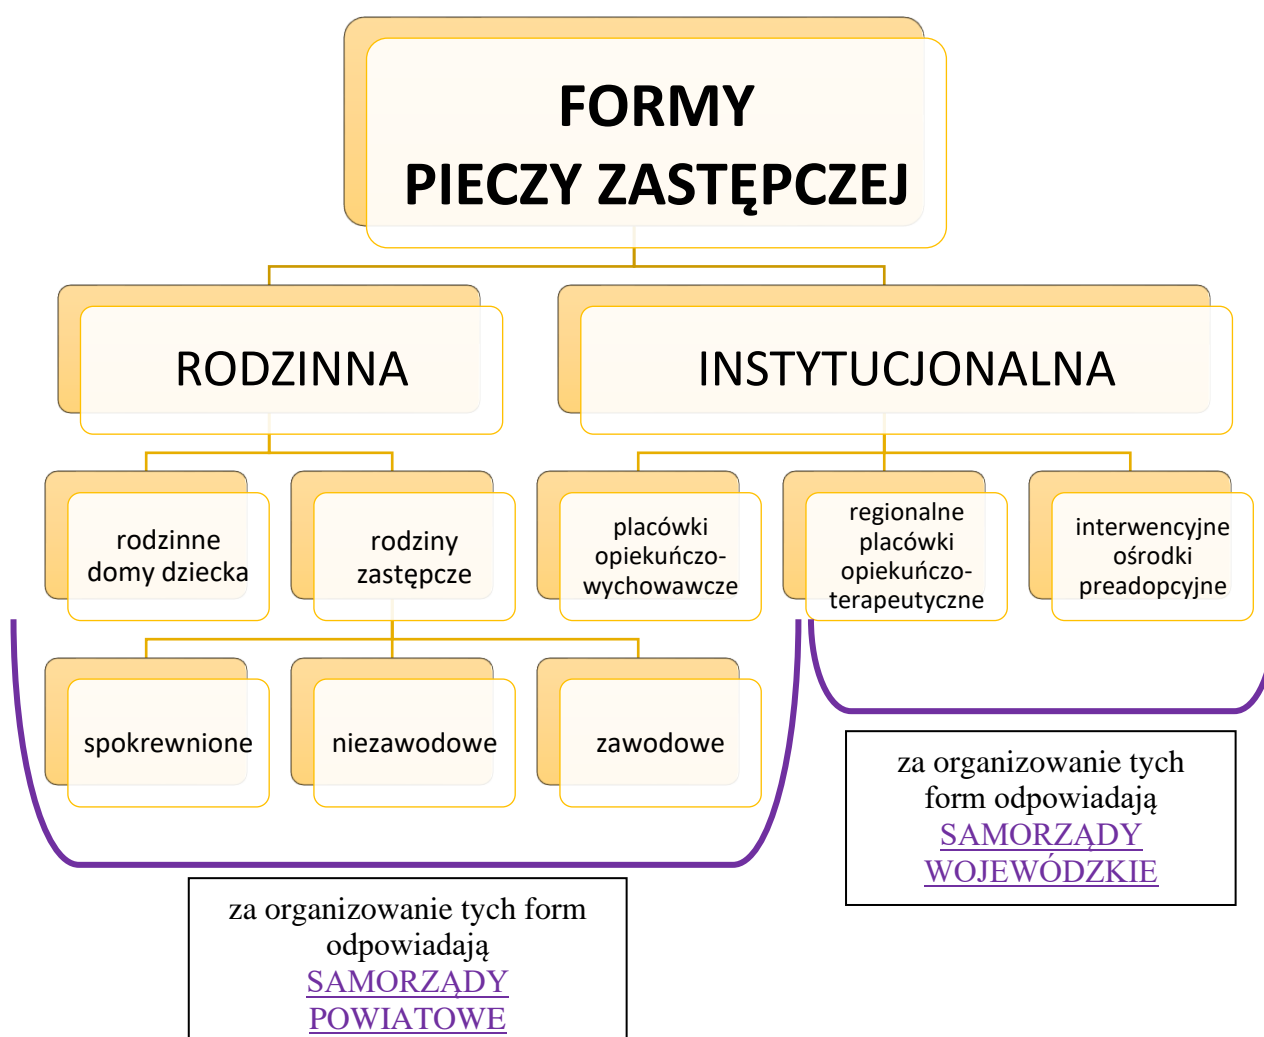 FORMY
PIECZY ZASTĘPCZEJ
RODZINNA
INSTYTUCJONALNA
rodzinne
domy dziecka
rodziny
zastępcze
placówki
opiekuńczo-
wychowawcze
regionalne
placówki
opiekuńczo-
terapeutyczne
interwencyjne
ośrodki
preadopcyjne
spokrewnione
niezawodowe
zawodowe
za organizowanie tych
form odpowiadają
SAMORZĄDY
WOJEWÓDZKIE
za organizowanie tych form
odpowiadają
SAMORZĄDY
POWIATOWE